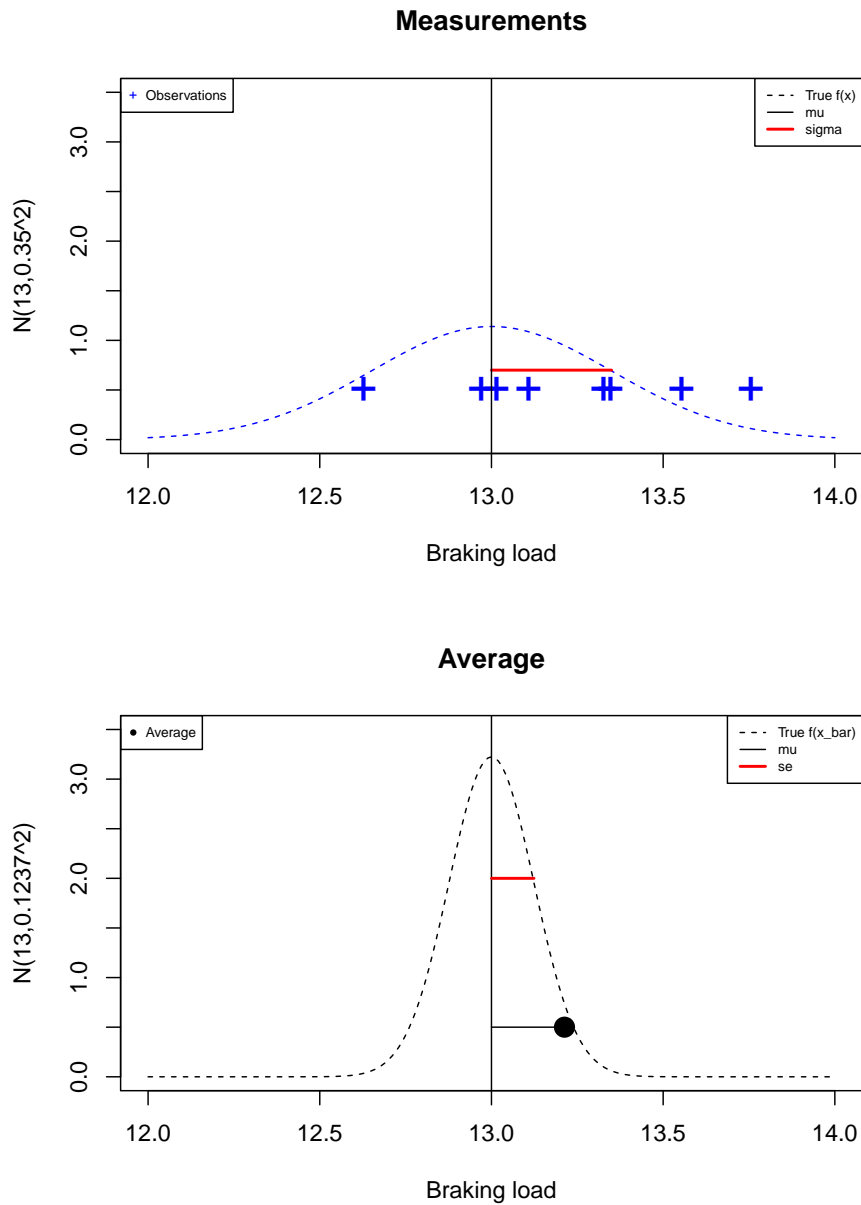 Measurements
Observations
True f(x)
mu
sigma
N(13,0.35^2)
3.0
2.0
1.0
0.0
12.0 12.5 13.0 13.5 14.0
Braking load
Average
Average
True f(x_bar)
mu
se
N(13,0.1237^2)
3.0
2.0
1.0
0.0
12.0 12.5 13.0 13.5 14.0
Braking load